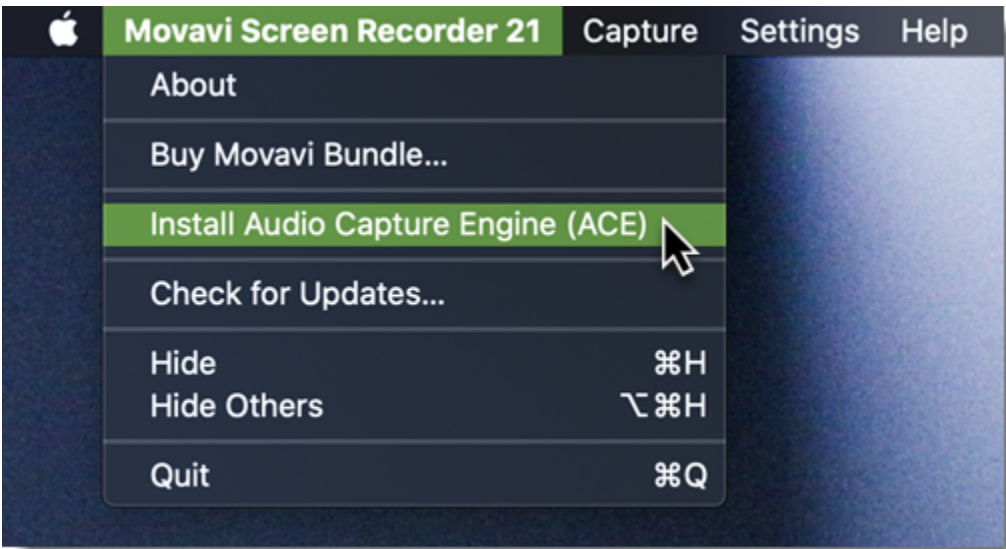 Movavi Screen Recorder 21 Capture Settings Help
About
Buy Movavi Bundle...
Install Audio Capture Engine (ACE)
Check for Updates...
Hide ⌘H
Hide Others ⌥⌘H
Quit ⌘Q